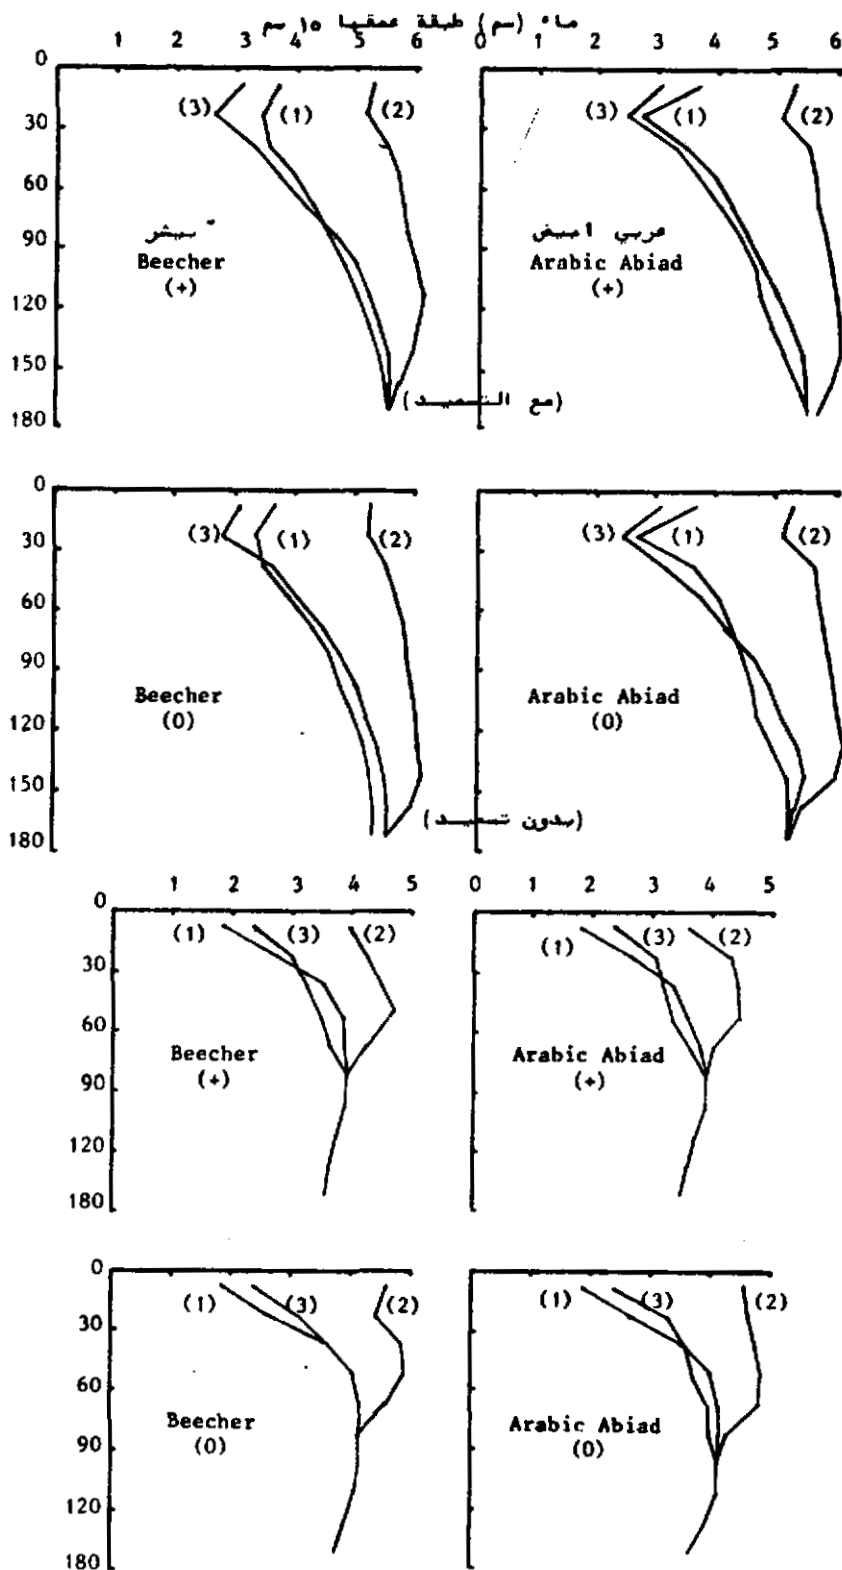 ماء (سم) طبقة عمقها ١٥ سم
1 2 3 4 5 6 0 1 2 3 4 5 6
0
30
60
90
120
150
180
(3) (1) (2) (3) (1) (2)
بيشر عربي ابيض
Beecher Arabic Abiad
(+) (+)
(مع التسميد)
0
30
60
90
120
150
180
(3) (1) (2) (3) (1) (2)
Beecher Arabic Abiad
(0) (0)
(بدون تسميد)
1 2 3 4 5 0 1 2 3 4 5
0
30
60
90
120
150
180
(1) (3) (2) (1) (3) (2)
Beecher Arabic Abiad
(+) (+)
0
30
60
90
120
150
180
(1) (3) (2) (1) (3) (2)
Beecher Arabic Abiad
(0) (0)